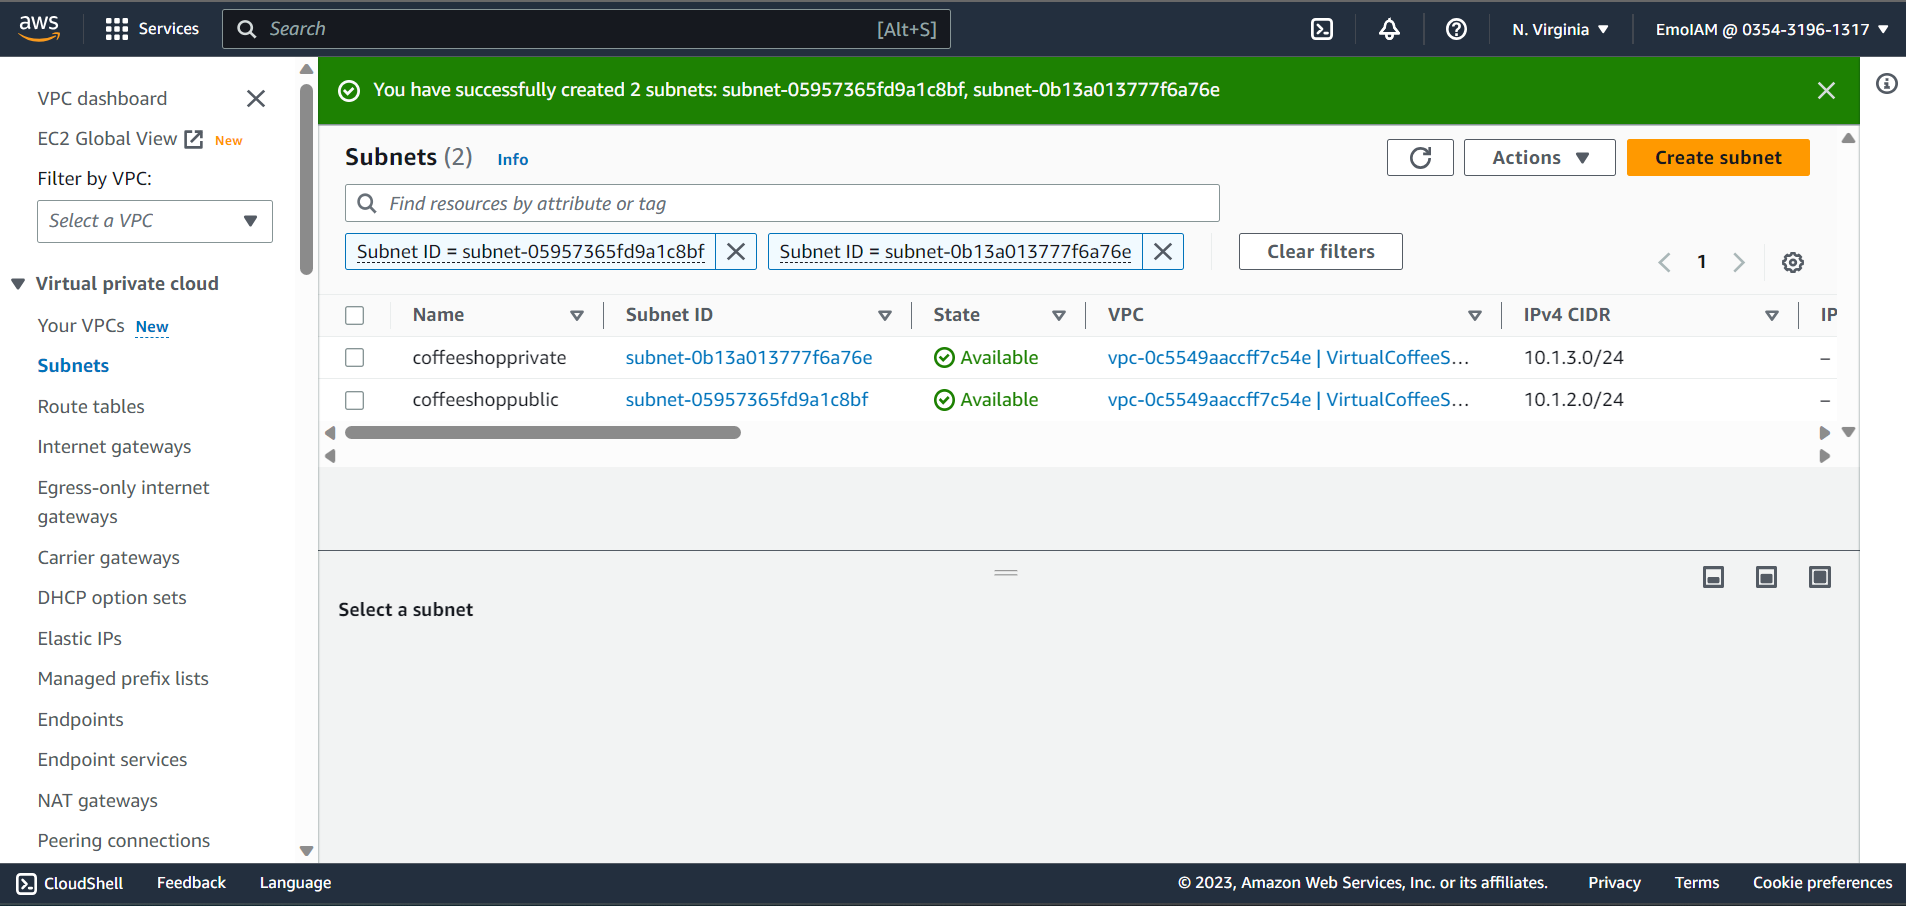 aws
Services
Search
[Alt+S]
N. Virginia
EmoIAM @ 0354-3196-1317
VPC dashboard
EC2 Global View New
Filter by VPC:
Select a VPC
Virtual private cloud
Your VPCs New
Subnets
Route tables
Internet gateways
Egress-only internet
gateways
Carrier gateways
DHCP option sets
Elastic IPs
Managed prefix lists
Endpoints
Endpoint services
NAT gateways
Peering connections
You have successfully created 2 subnets: subnet-05957365fd9a1c8bf, subnet-0b13a013777f6a76e
Subnets (2) Info
Actions
Create subnet
Find resources by attribute or tag
Subnet ID = subnet-05957365fd9a1c8bf
Subnet ID = subnet-0b13a013777f6a76e
Clear filters
1
Name Subnet ID State VPC IPv4 CIDR IP
coffeeshopprivate subnet-0b13a013777f6a76e Available vpc-0c5549aaccff7c54e | VirtualCoffeeS... 10.1.3.0/24 –
coffeeshoppublic subnet-05957365fd9a1c8bf Available vpc-0c5549aaccff7c54e | VirtualCoffeeS... 10.1.2.0/24 –
Select a subnet
CloudShell
Feedback
Language
© 2023, Amazon Web Services, Inc. or its affiliates.
Privacy
Terms
Cookie preferences